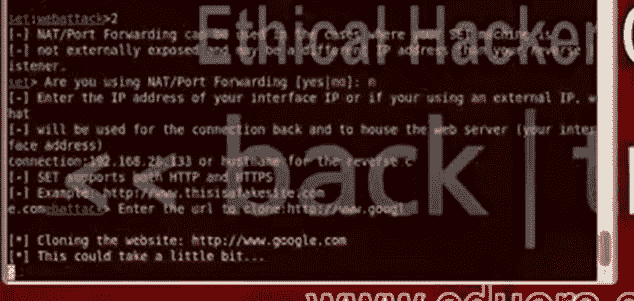 set:webattack>2
[-] NAT/Port Forwarding can be used in the cases where your SET machine is
[-] not externally exposed and may be a different IP address than your reverse l
istener.
set> Are you using NAT/Port Forwarding [yes|no]: n
[-] Enter the IP address of your interface IP or if your using an external IP, w
hat
[-] will be used for the connection back and to house the web server (your inter
face address)
connection:192.168.28.133 or hostname for the reverse c
[-] SET supports both HTTP and HTTPS
[-] Example: http://www.thisisafakesite.com
e.comebattack> Enter the url to clone:http://www.googl
[*] Cloning the website: http://www.google.com
[*] This could take a little bit...
Ethical Hacker
<< back | t